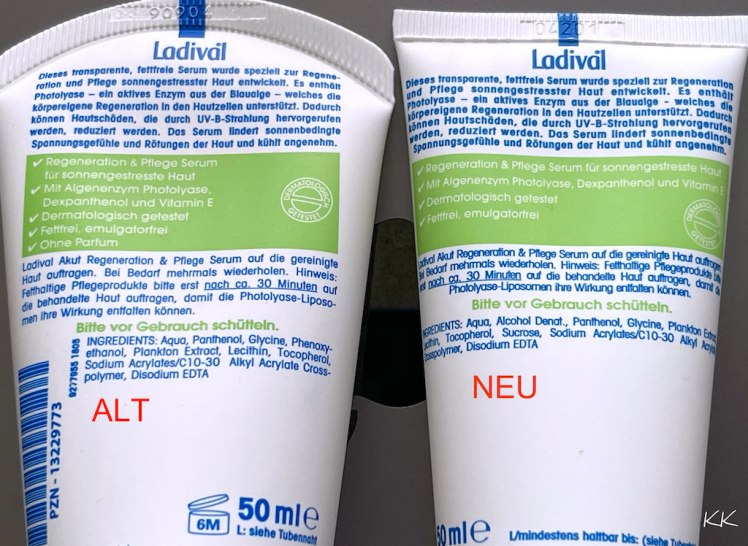 90204
Ladival
Dieses transparente, fettfreie Serum wurde speziell zur Regene-
ration und Pflege sonnengestresster Haut entwickelt. Es enthält
Photolyase – ein aktives Enzym aus der Blaualge – welches die
körpereigene Regeneration in den Hautzellen unterstützt. Dadurch
können Hautschäden, die durch UV-B-Strahlung hervorgerufen
werden, reduziert werden. Das Serum lindert sonnenbedingte
Spannungsgefühle und Rötungen der Haut und kühlt angenehm.
✓ Regeneration & Pflege Serum
für sonnengestresste Haut
✓ Mit Algenenzym Photolyase,
Dexpanthenol und Vitamin E
✓ Dermatologisch getestet
✓ Fettfrei, emulgatorfrei
✓ Ohne Parfum
DERMATOLOGISCH
GETESTET
Ladival Akut Regeneration & Pflege Serum auf die gereinigte
Haut auftragen. Bei Bedarf mehrmals wiederholen. Hinweis:
Fetthaltige Pflegeprodukte bitte erst nach ca. 30 Minuten auf
die behandelte Haut auftragen, damit die Photolyase-Liposo-
men ihre Wirkung entfalten können.
Bitte vor Gebrauch schütteln.
INGREDIENTS: Aqua, Panthenol, Glycine, Phenoxy-
ethanol, Plankton Extract, Lecithin, Tocopherol,
Sodium Acrylates/C10-30 Alkyl Acrylate Cross-
polymer, Disodium EDTA
9277955 1805
PZN - 13229773
ALT
6M
50 ml e
L: siehe Tubennaht
04201
Ladival
Dieses transparente, fettfreie Serum wurde speziell zur Regeneration
und Pflege sonnengestresster Haut entwickelt. Es enthält
Photolyase – ein aktives Enzym aus der Blaualge - welches die
körpereigene Regeneration in den Hautzellen unterstützt. Dadurch
können Hautschäden, die durch UV-B-Strahlung hervorgerufen
werden, reduziert werden. Das Serum lindert sonnenbedingte
Spannungsgefühle und Rötungen der Haut und kühlt angenehm.
✓ Regeneration & Pflege Serum für sonnengestresste Haut
✓ Mit Algenenzym Photolyase, Dexpanthenol und Vitamin E
✓ Dermatologisch getestet
✓ Fettfrei, emulgatorfrei
DERMATOLOGISCH
GETESTET
Ladival Akut Regeneration & Pflege Serum auf die gereinigte Haut auftragen.
Bei Bedarf mehrmals wiederholen. Hinweis: Fetthaltige Pflegeprodukte bitte
erst nach ca. 30 Minuten auf die behandelte Haut auftragen, damit die
Photolyase-Liposomen ihre Wirkung entfalten können.
Bitte vor Gebrauch schütteln.
INGREDIENTS: Aqua, Alcohol Denat., Panthenol, Glycine, Plankton Extract,
Lecithin, Tocopherol, Sucrose, Sodium Acrylates/C10-30 Alkyl Acrylate
Crosspolymer, Disodium EDTA
NEU
50 ml e
L/mindestens haltbar bis: (siehe
KK